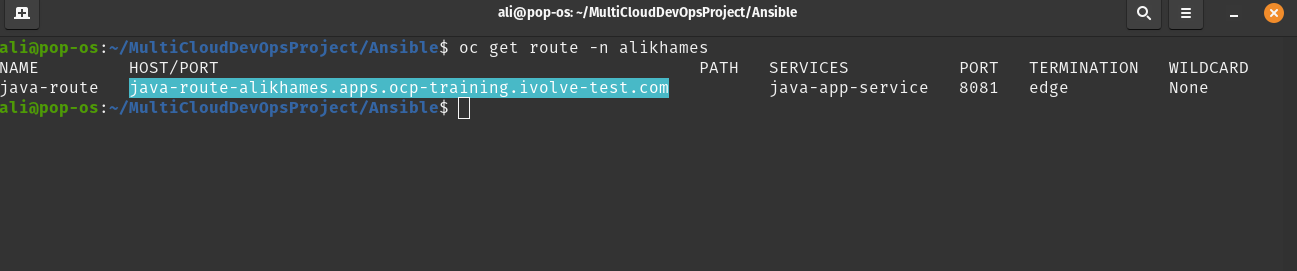 ali@pop-os: ~/MultiCloudDevOpsProject/Ansible
ali@pop-os:~/MultiCloudDevOpsProject/Ansible$ oc get route -n alikhames
NAME HOST/PORT PATH SERVICES PORT TERMINATION WILDCARD
java-route java-route-alikhames.apps.ocp-training.ivolve-test.com java-app-service 8081 edge None
ali@pop-os:~/MultiCloudDevOpsProject/Ansible$